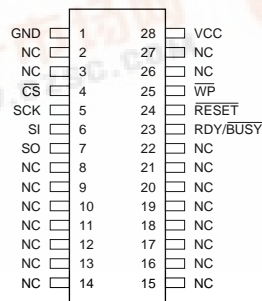 GND 1 28 VCC
NC 2 27 NC
NC 3 26 NC
CS 4 25 WP
SCK 5 24 RESET
SI 6 23 RDY/BUSY
SO 7 22 NC
NC 8 21 NC
NC 9 20 NC
NC 10 19 NC
NC 11 18 NC
NC 12 17 NC
NC 13 16 NC
NC 14 15 NC